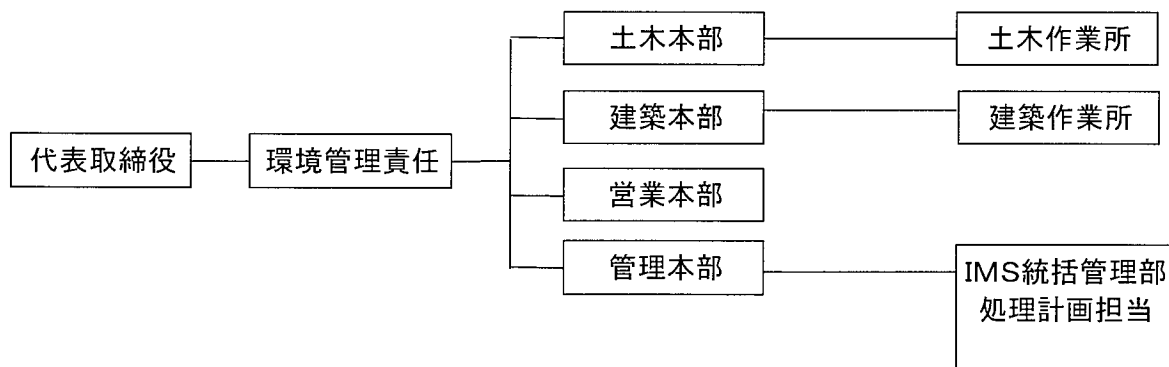 土木本部
土木作業所
建築本部
建築作業所
代表取締役
環境管理責任
営業本部
管理本部
IMS統括管理部
処理計画担当